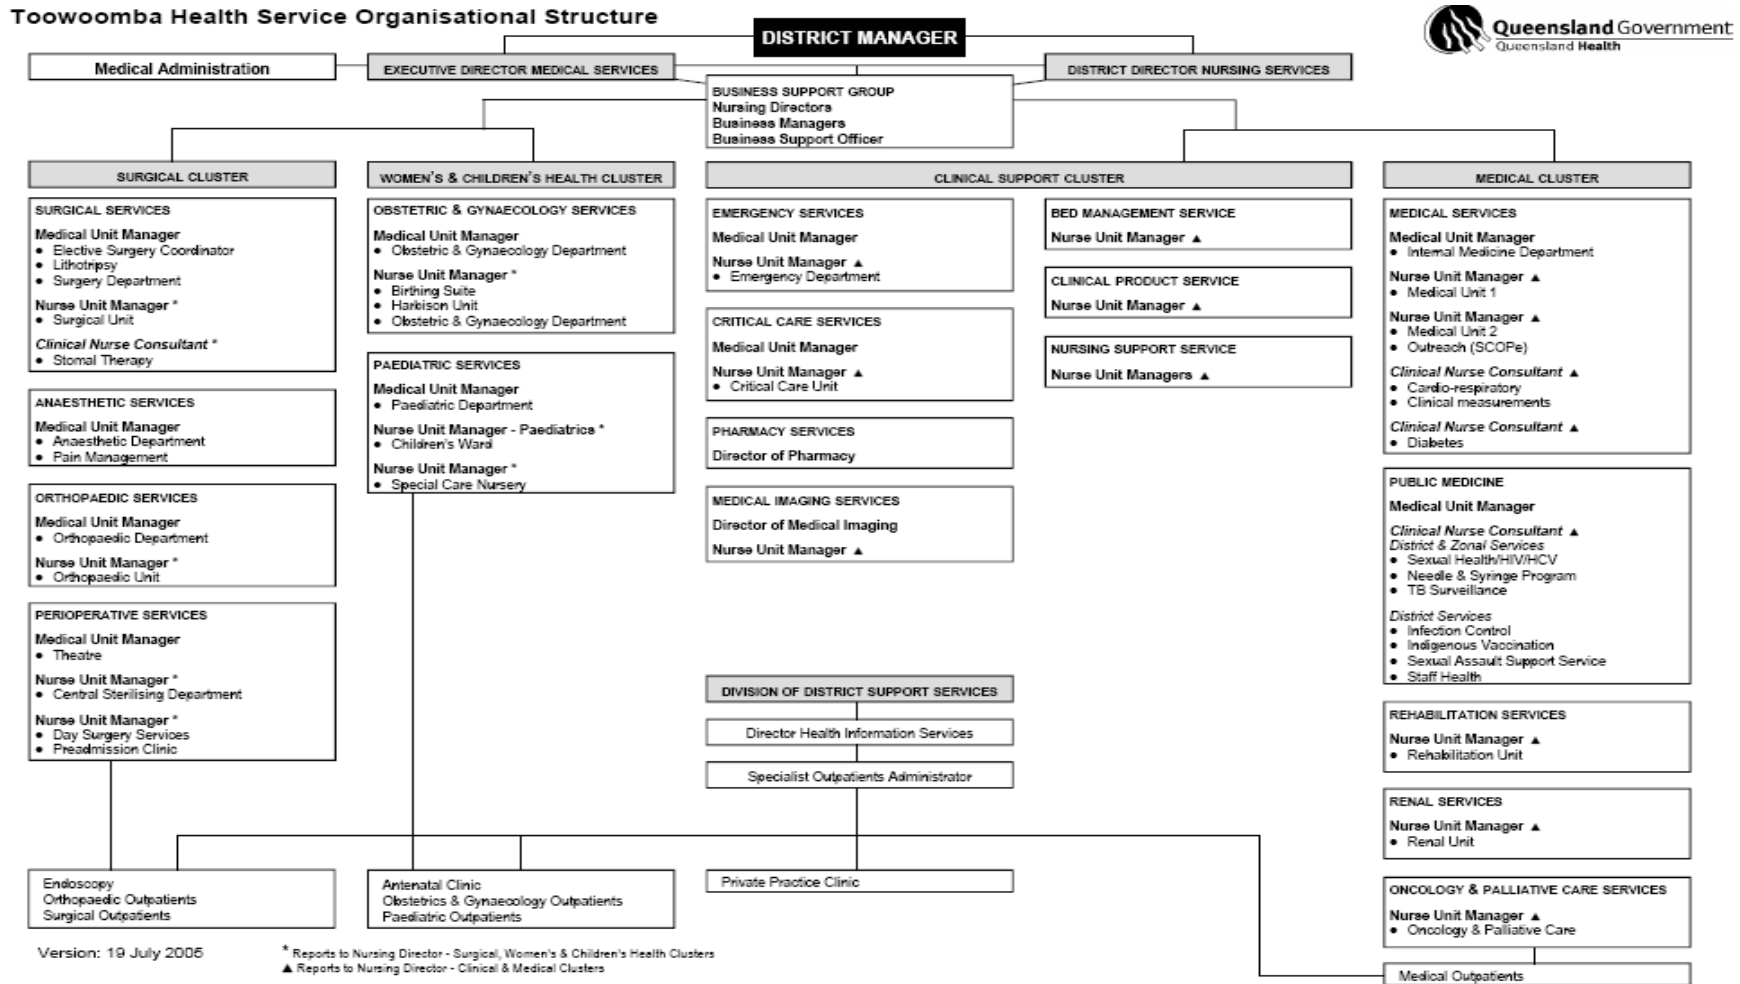 Toowoomba Health Service Organisational Structure
Queensland Government
Queensland Health
DISTRICT MANAGER
Medical Administration
EXECUTIVE DIRECTOR MEDICAL SERVICES
DISTRICT DIRECTOR NURSING SERVICES
BUSINESS SUPPORT GROUP
Nursing Directors
Business Managers
Business Support Officer
SURGICAL CLUSTER
SURGICAL SERVICES
Medical Unit Manager
• Elective Surgery Coordinator
• Lithotripsy
• Surgery Department
Nurse Unit Manager *
• Surgical Unit
Clinical Nurse Consultant *
• Stomal Therapy
ANAESTHETIC SERVICES
Medical Unit Manager
• Anaesthetic Department
• Pain Management
ORTHOPAEDIC SERVICES
Medical Unit Manager
• Orthopaedic Department
Nurse Unit Manager *
• Orthopaedic Unit
PERIOPERATIVE SERVICES
Medical Unit Manager
• Theatre
Nurse Unit Manager *
• Central Sterilising Department
Nurse Unit Manager *
• Day Surgery Services
• Preadmission Clinic
Endoscopy
Orthopaedic Outpatients
Surgical Outpatients
WOMEN'S & CHILDREN'S HEALTH CLUSTER
OBSTETRIC & GYNAECOLOGY SERVICES
Medical Unit Manager
• Obstetric & Gynaecology Department
Nurse Unit Manager *
• Birthing Suite
• Harbison Unit
• Obstetric & Gynaecology Department
PAEDIATRIC SERVICES
Medical Unit Manager
• Paediatric Department
Nurse Unit Manager - Paediatrics *
• Children's Ward
Nurse Unit Manager *
• Special Care Nursery
Antenatal Clinic
Obstetrics & Gynaecology Outpatients
Paediatric Outpatients
CLINICAL SUPPORT CLUSTER
EMERGENCY SERVICES
Medical Unit Manager
Nurse Unit Manager ▲
• Emergency Department
CRITICAL CARE SERVICES
Medical Unit Manager
Nurse Unit Manager ▲
• Critical Care Unit
PHARMACY SERVICES
Director of Pharmacy
MEDICAL IMAGING SERVICES
Director of Medical Imaging
Nurse Unit Manager ▲
BED MANAGEMENT SERVICE
Nurse Unit Manager ▲
CLINICAL PRODUCT SERVICE
Nurse Unit Manager ▲
NURSING SUPPORT SERVICE
Nurse Unit Managers ▲
DIVISION OF DISTRICT SUPPORT SERVICES
Director Health Information Services
Specialist Outpatients Administrator
Private Practice Clinic
MEDICAL CLUSTER
MEDICAL SERVICES
Medical Unit Manager
• Internal Medicine Department
Nurse Unit Manager ▲
• Medical Unit 1
Nurse Unit Manager ▲
• Medical Unit 2
• Outreach (SCOPe)
Clinical Nurse Consultant ▲
• Cardio-respiratory
• Clinical measurements
Clinical Nurse Consultant ▲
• Diabetes
PUBLIC MEDICINE
Medical Unit Manager
Clinical Nurse Consultant ▲
District & Zonal Services
• Sexual Health/HIV/HCV
• Needle & Syringe Program
• TB Surveillance
District Services
• Infection Control
• Indigenous Vaccination
• Sexual Assault Support Service
• Staff Health
REHABILITATION SERVICES
Nurse Unit Manager ▲
• Rehabilitation Unit
RENAL SERVICES
Nurse Unit Manager ▲
• Renal Unit
ONCOLOGY & PALLIATIVE CARE SERVICES
Nurse Unit Manager ▲
• Oncology & Palliative Care
Medical Outpatients
Version: 19 July 2005
* Reports to Nursing Director - Surgical, Women's & Children's Health Clusters
▲ Reports to Nursing Director - Clinical & Medical Clusters